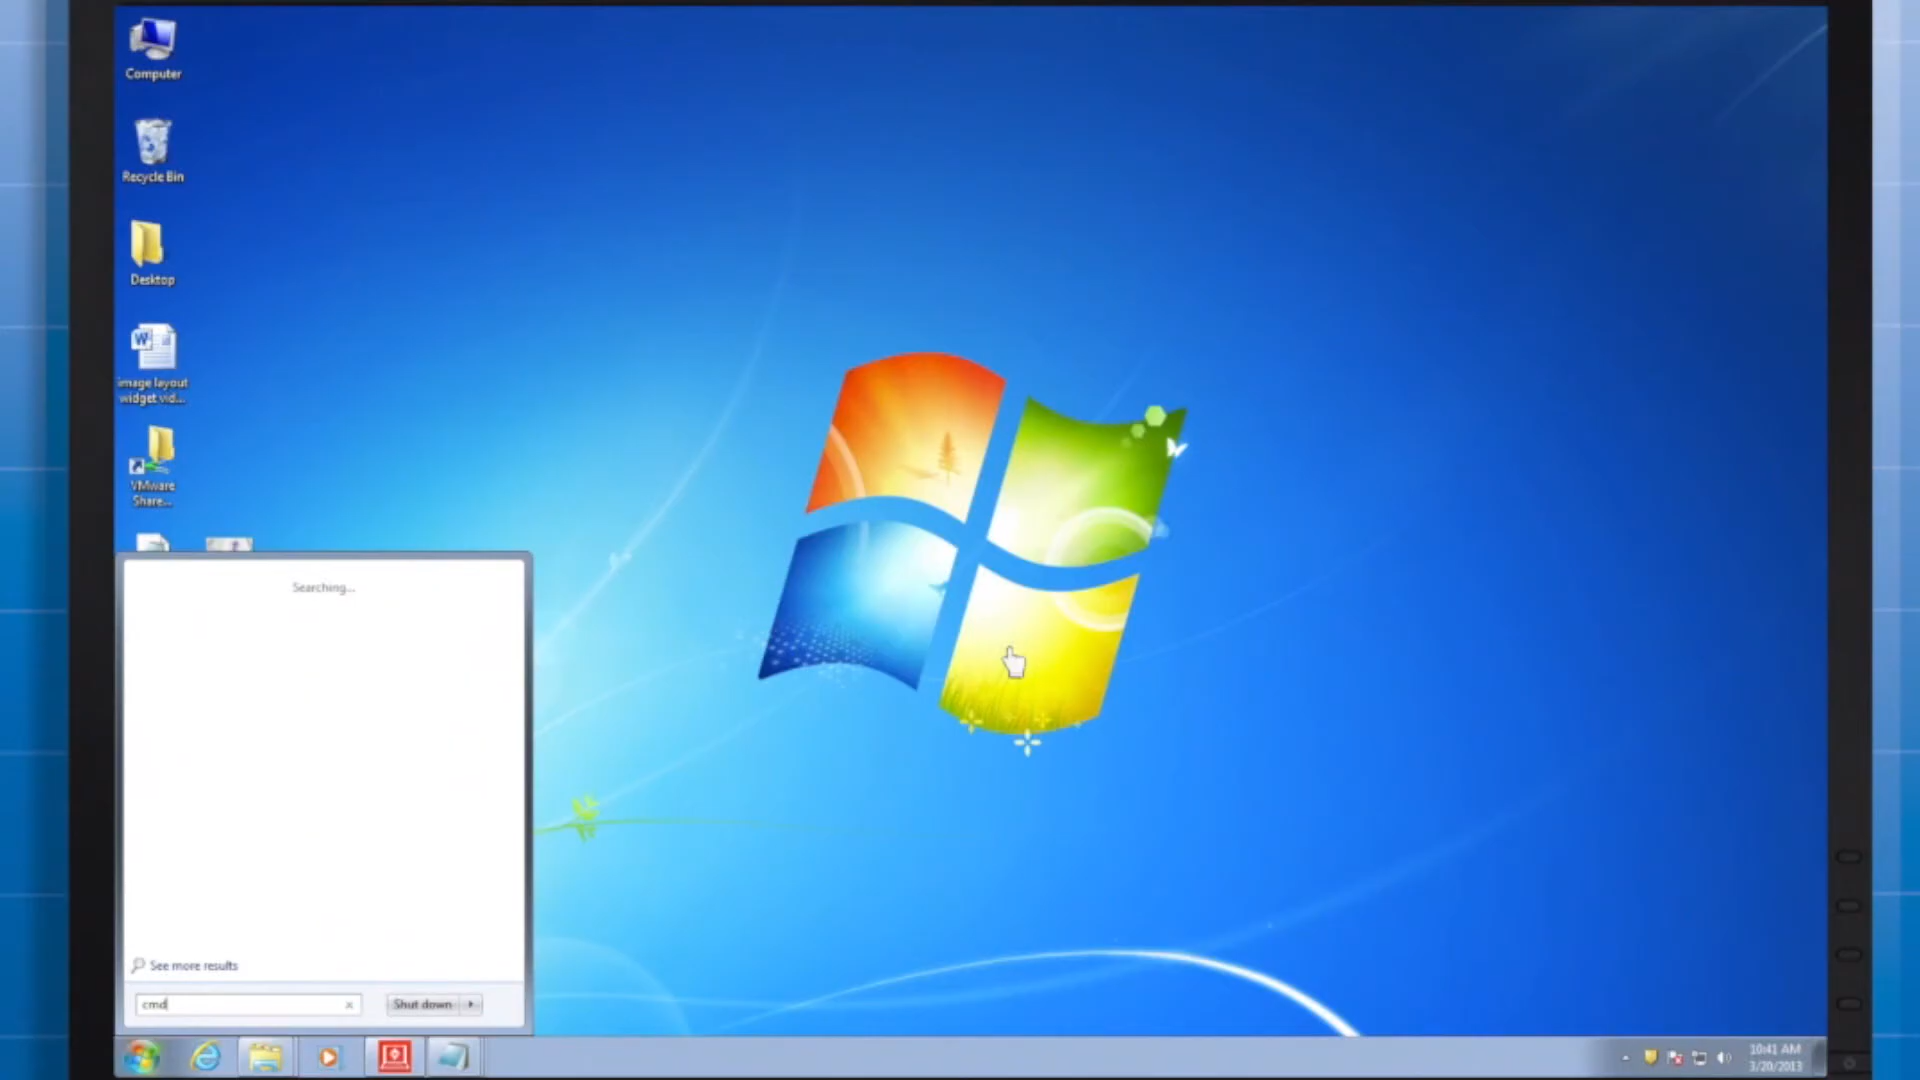 Computer
Recycle Bin
Desktop
image layout
widget vid...
VMware
Share...
Searching...
See more results
cmd
Shut down
10:41 AM
3/20/2013